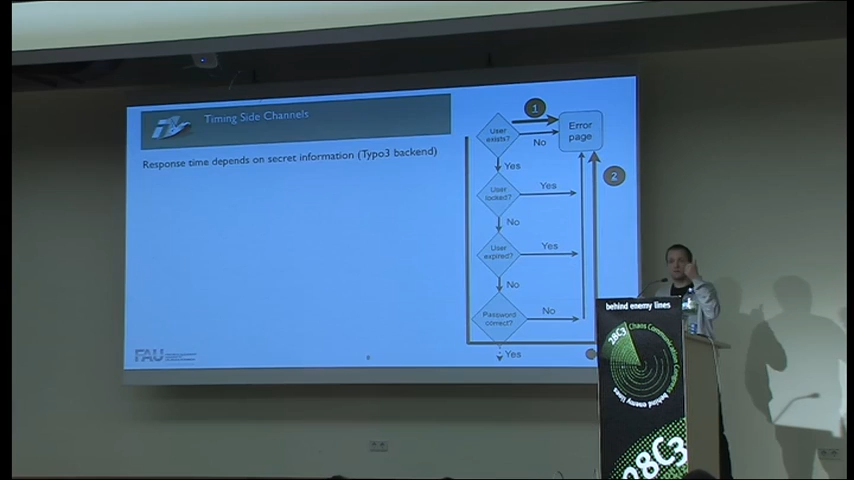 Timing Side Channels
Response time depends on secret information (Typo3 backend)
1
User
exists?
Error
page
No
2
Yes
User
locked?
Yes
No
User
expired?
Yes
No
Password
correct?
No
Yes
FAU
behind enemy lines
28C3
Chaos Communication Congress
behind enemy lines
28C3